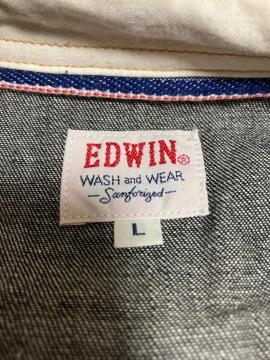 EDWIN®
WASH and WEAR
-Sanforized-
L